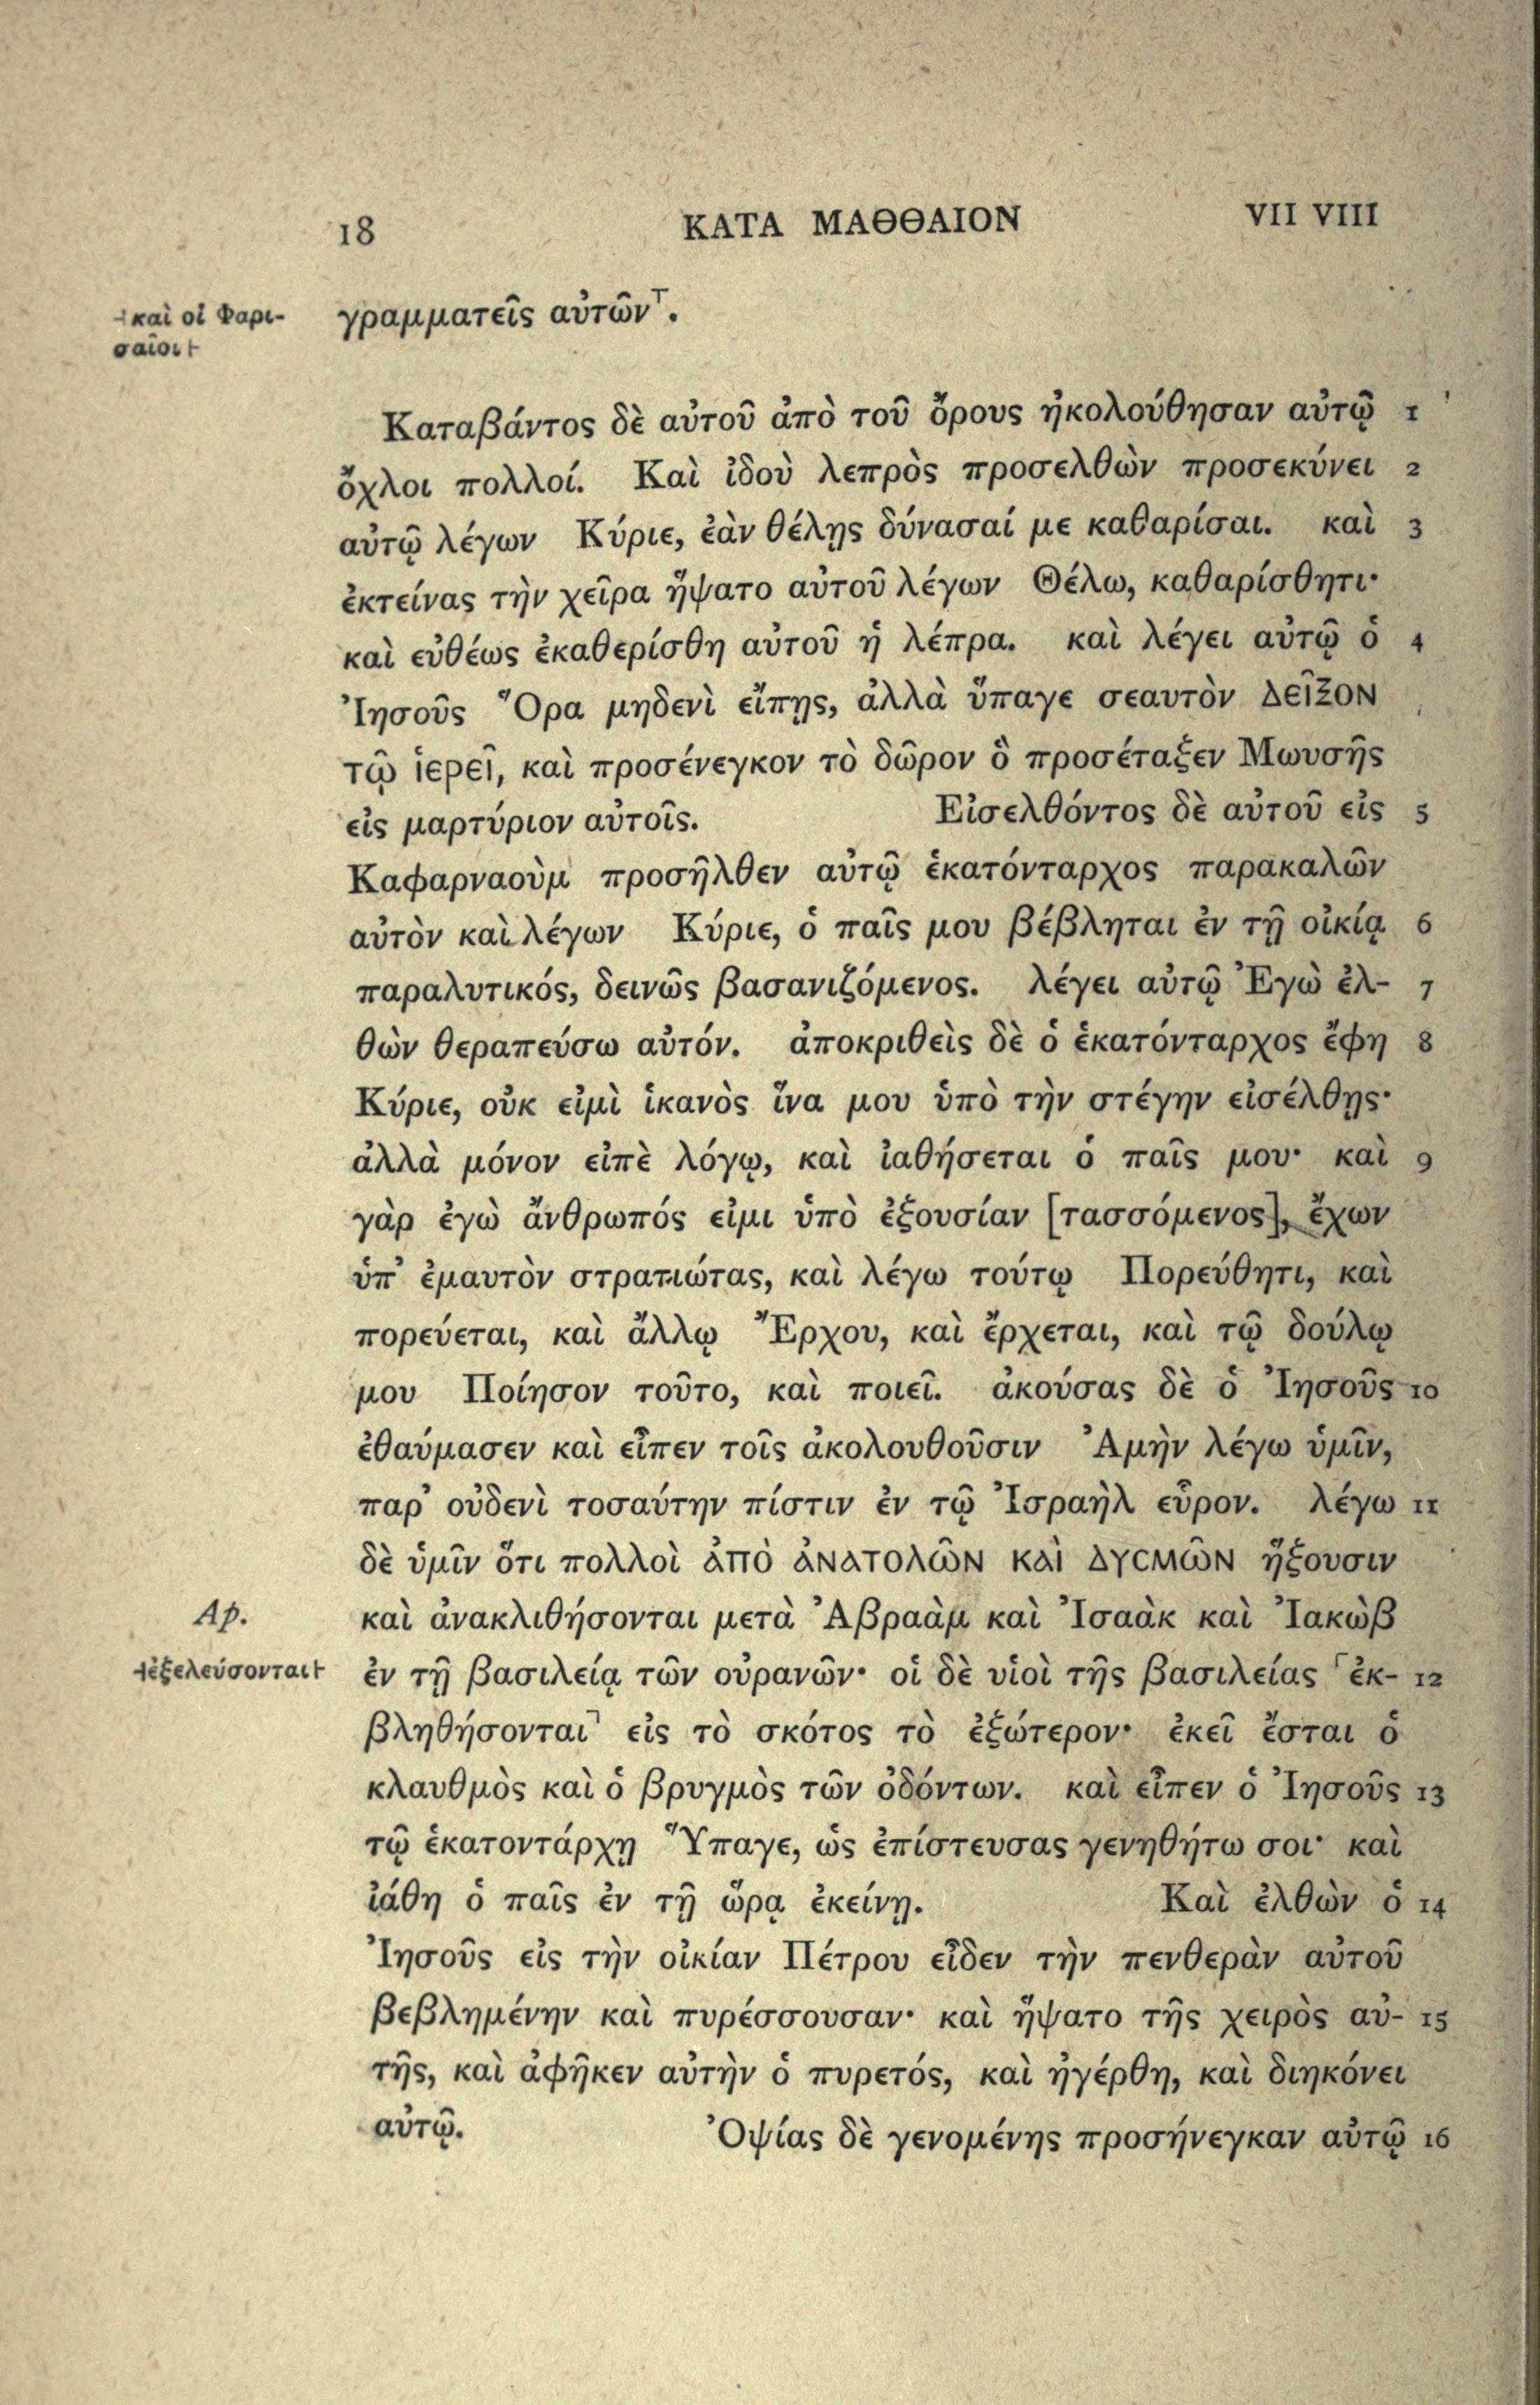 18 ΚΑΤΑ ΜΑΘΘΑΙΟΝ VII VIII
⊣καὶ οἱ Φαρι-
σαῖοι⊢
γραμματεῖς αὐτῶν⊤.
Καταβάντος δὲ αὐτοῦ ἀπὸ τοῦ ὄρους ἠκολούθησαν αὐτῷ 1
ὄχλοι πολλοί. Καὶ ἰδοὺ λεπρὸς προσελθὼν προσεκύνει 2
αὐτῷ λέγων Κύριε, ἐὰν θέλῃς δύνασαί με καθαρίσαι. καὶ 3
ἐκτείνας τὴν χεῖρα ἥψατο αὐτοῦ λέγων Θέλω, καθαρίσθητι·
καὶ εὐθέως ἐκαθερίσθη αὐτοῦ ἡ λέπρα. καὶ λέγει αὐτῷ ὁ 4
Ἰησοῦς Ὅρα μηδενὶ εἴπῃς, ἀλλὰ ὕπαγε σεαυτὸν ΔεῖΞΟΝ
τῷ ἱερεῖ, καὶ προσένεγκον τὸ δῶρον ὃ προσέταξεν Μωυσῆς
εἰς μαρτύριον αὐτοῖς. Εἰσελθόντος δὲ αὐτοῦ εἰς 5
Καφαρναοὺμ προσῆλθεν αὐτῷ ἑκατόνταρχος παρακαλῶν
αὐτὸν καὶ λέγων Κύριε, ὁ παῖς μου βέβληται ἐν τῇ οἰκίᾳ 6
παραλυτικός, δεινῶς βασανιζόμενος. λέγει αὐτῷ Ἐγὼ ἐλ- 7
θὼν θεραπεύσω αὐτόν. ἀποκριθεὶς δὲ ὁ ἑκατόνταρχος ἔφη 8
Κύριε, οὐκ εἰμὶ ἱκανὸς ἵνα μου ὑπὸ τὴν στέγην εἰσέλθῃς·
ἀλλὰ μόνον εἰπὲ λόγῳ, καὶ ἰαθήσεται ὁ παῖς μου· καὶ 9
γὰρ ἐγὼ ἄνθρωπός εἰμι ὑπὸ ἐξουσίαν [τασσόμενος], ἔχων
ὑπ’ ἐμαυτὸν στρατιώτας, καὶ λέγω τούτῳ Πορεύθητι, καὶ
πορεύεται, καὶ ἄλλῳ Ἔρχου, καὶ ἔρχεται, καὶ τῷ δούλῳ
μου Ποίησον τοῦτο, καὶ ποιεῖ. ἀκούσας δὲ ὁ Ἰησοῦς 10
ἐθαύμασεν καὶ εἶπεν τοῖς ἀκολουθοῦσιν Ἀμὴν λέγω ὑμῖν,
παρ’ οὐδενὶ τοσαύτην πίστιν ἐν τῷ Ἰσραὴλ εὗρον. λέγω 11
δὲ ὑμῖν ὅτι πολλοὶ ἀπὸ ἀΝΑΤΟΛῶΝ Καὶ ΔΥϹΜῶΝ ἥξουσιν
Ap.
καὶ ἀνακλιθήσονται μετὰ Ἀβραὰμ καὶ Ἰσαὰκ καὶ Ἰακὼβ
⊣ἐξελεύσονται⊢
ἐν τῇ βασιλείᾳ τῶν οὐρανῶν· οἱ δὲ υἱοὶ τῆς βασιλείας ⌜ἐκ- 12
βληθήσονται⌝ εἰς τὸ σκότος τὸ ἐξώτερον· ἐκεῖ ἔσται ὁ
κλαυθμὸς καὶ ὁ βρυγμὸς τῶν ὀδόντων. καὶ εἶπεν ὁ Ἰησοῦς 13
τῷ ἑκατοντάρχῃ Ὕπαγε, ὡς ἐπίστευσας γενηθήτω σοι· καὶ
ἰάθη ὁ παῖς ἐν τῇ ὥρᾳ ἐκείνῃ. Καὶ ἐλθὼν ὁ 14
Ἰησοῦς εἰς τὴν οἰκίαν Πέτρου εἶδεν τὴν πενθερὰν αὐτοῦ
βεβλημένην καὶ πυρέσσουσαν· καὶ ἥψατο τῆς χειρὸς αὐ- 15
τῆς, καὶ ἀφῆκεν αὐτὴν ὁ πυρετός, καὶ ἠγέρθη, καὶ διηκόνει
αὐτῷ. Ὀψίας δὲ γενομένης προσήνεγκαν αὐτῷ 16